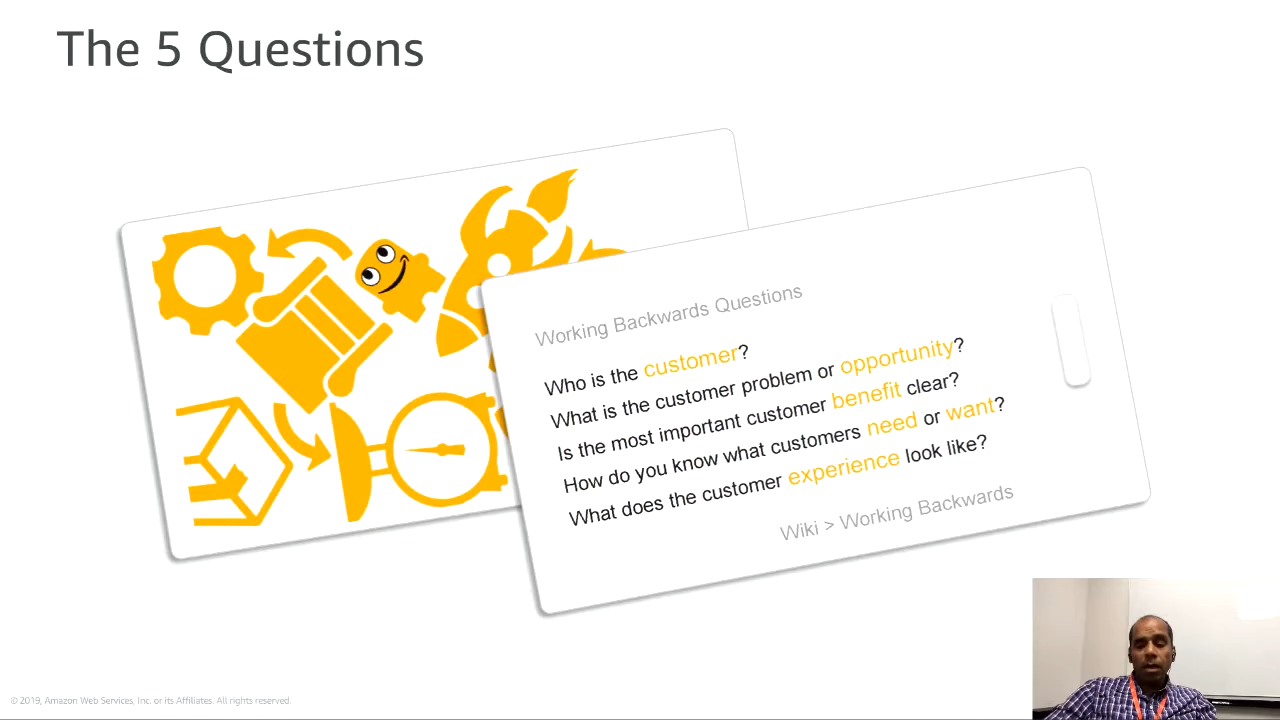 The 5 Questions
Working Backwards Questions
Who is the customer?
What is the customer problem or opportunity?
Is the most important customer benefit clear?
How do you know what customers need or want?
What does the customer experience look like?
Wiki > Working Backwards
© 2019, Amazon Web Services, Inc. or its Affiliates. All rights reserved.